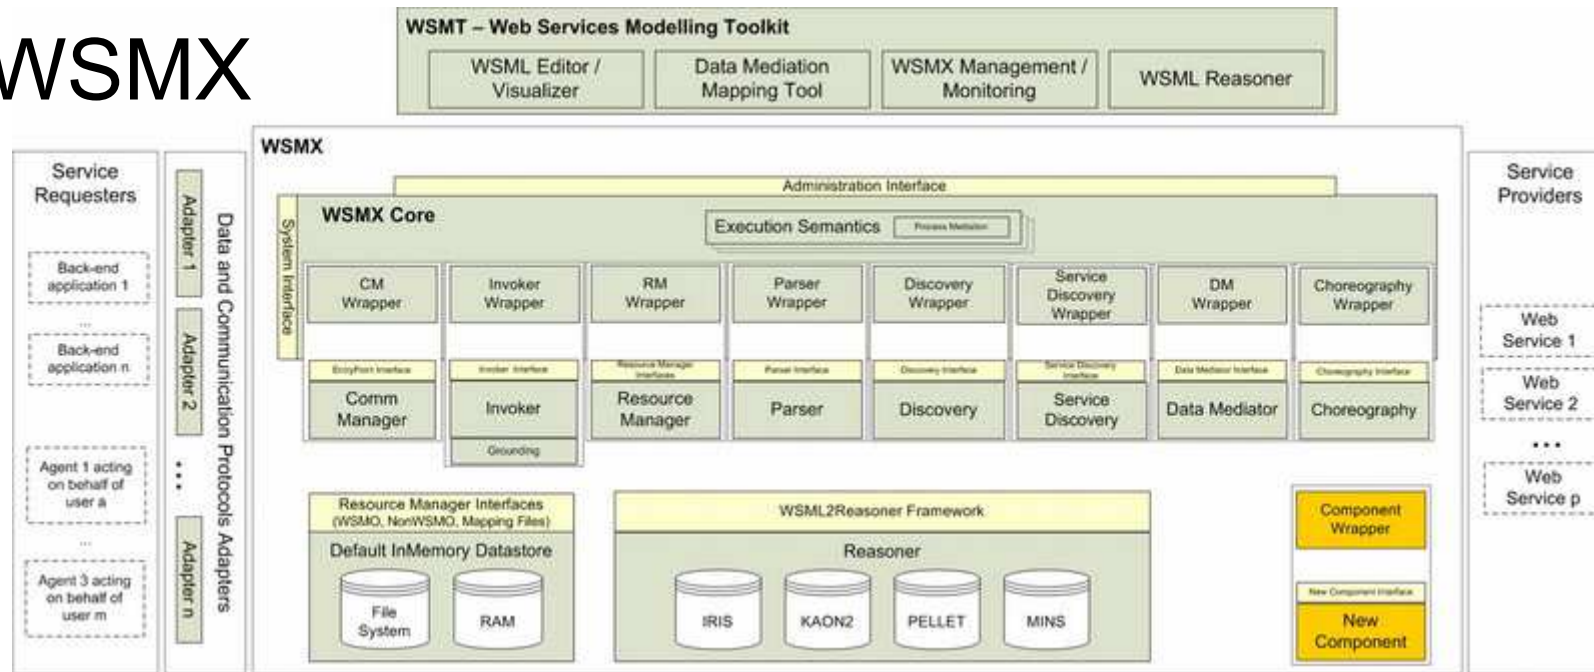 WSMX
WSMT – Web Services Modelling Toolkit
WSML Editor /
Visualizer
Data Mediation
Mapping Tool
WSMX Management /
Monitoring
WSML Reasoner
Service
Requesters
Back-end
application 1
...
Back-end
application n
Agent 1 acting
on behalf of
user a
...
Agent 3 acting
on behalf of
user m
Adapter 1
Adapter 2
...
Adapter n
Data and Communication Protocols Adapters
WSMX
Administration Interface
System Interface
WSMX Core
Execution Semantics
Process Mediation
CM
Wrapper
Invoker
Wrapper
RM
Wrapper
Parser
Wrapper
Discovery
Wrapper
Service
Discovery
Wrapper
DM
Wrapper
Choreography
Wrapper
EntryPoint Interface
Invoker Interface
Resource Manager
Interfaces
Parser Interface
Discovery Interface
Service Discovery
Interface
Data Mediator Interface
Choreography Interface
Comm
Manager
Invoker
Resource
Manager
Parser
Discovery
Service
Discovery
Data Mediator
Choreography
Grounding
Resource Manager Interfaces
(WSMO, NonWSMO, Mapping Files)
Default InMemory Datastore
File
System
RAM
WSML2Reasoner Framework
Reasoner
IRIS
KAON2
PELLET
MINS
Component
Wrapper
New Component Interface
New
Component
Service
Providers
Web
Service 1
Web
Service 2
...
Web
Service p